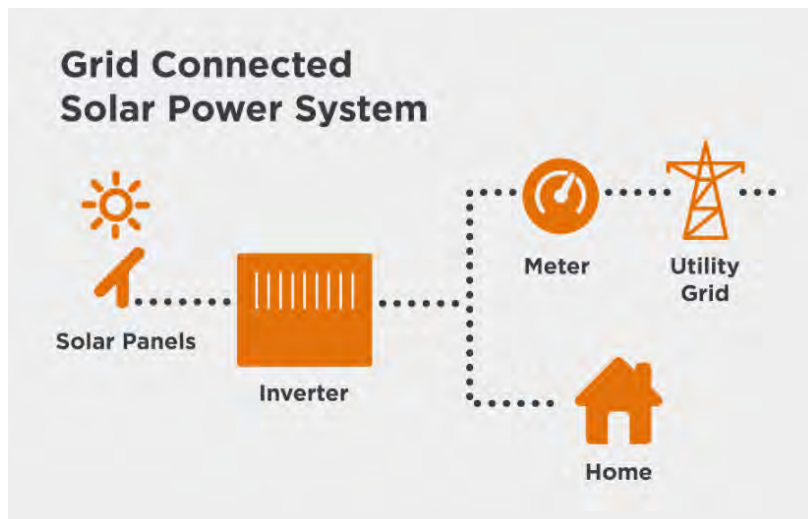 Grid Connected
Solar Power System
Meter
Utility
Grid
Solar Panels
Inverter
Home